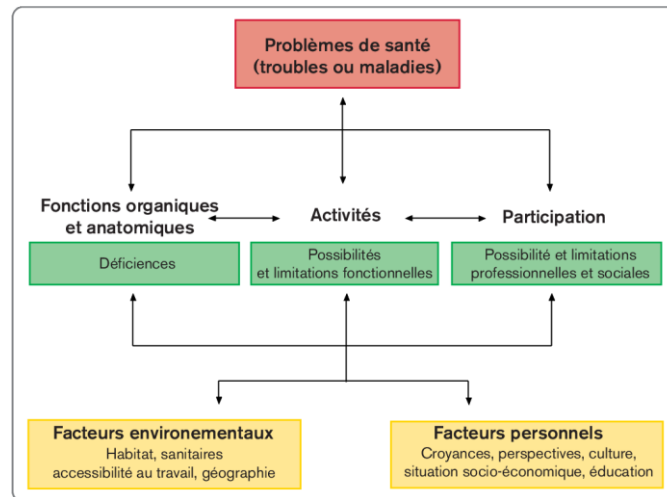 Problèmes de santé
(troubles ou maladies)
Fonctions organiques
et anatomiques
Activités
Participation
Déficiences
Possibilités
et limitations fonctionnelles
Possibilité et limitations
professionnelles et sociales
Facteurs environementaux
Habitat, sanitaires
accessibilité au travail, géographie
Facteurs personnels
Croyances, perspectives, culture,
situation socio-économique, éducation